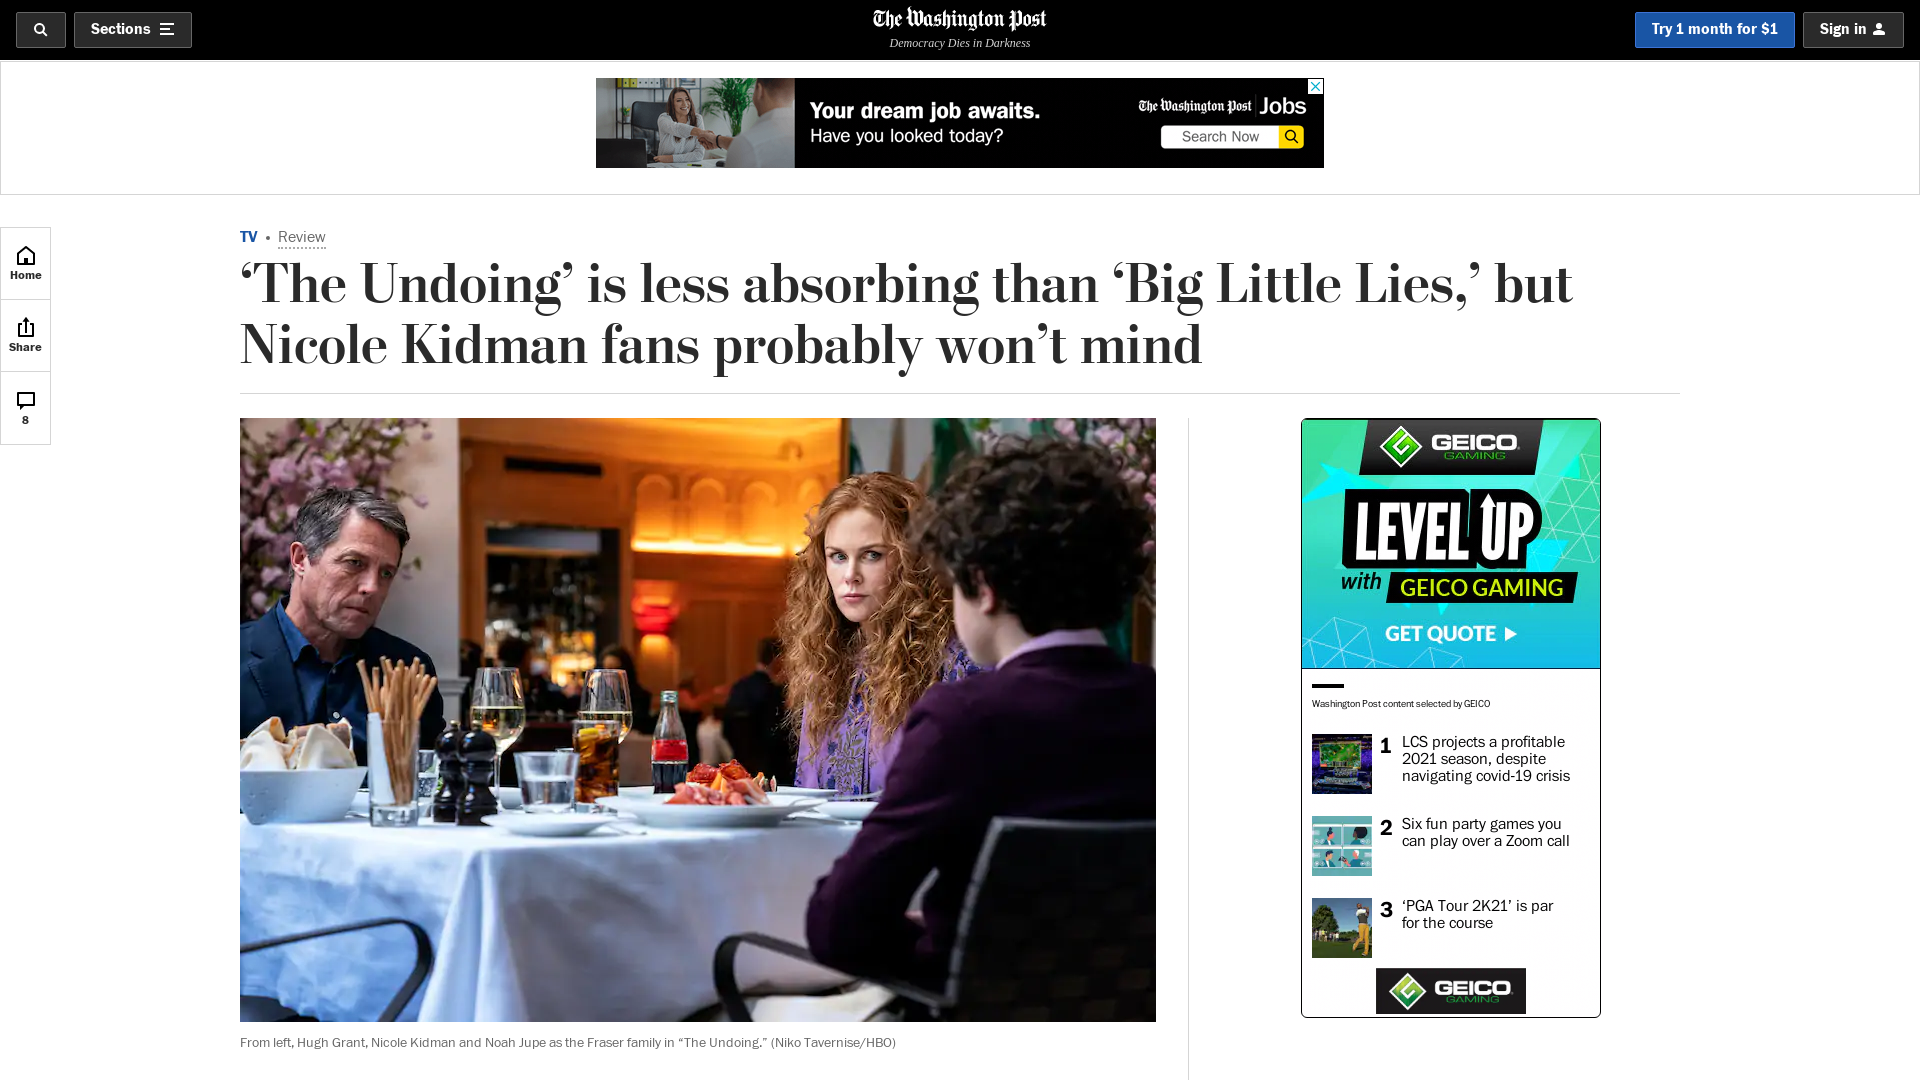 Sections
The Washington Post
Democracy Dies in Darkness
Try 1 month for $1
Sign in
Your dream job awaits.
Have you looked today?
The Washington Post Jobs
Search Now
Home
Share
8
TV • Review
‘The Undoing’ is less absorbing than ‘Big Little Lies,’ but
Nicole Kidman fans probably won’t mind
From left, Hugh Grant, Nicole Kidman and Noah Jupe as the Fraser family in “The Undoing.” (Niko Tavernise/HBO)
GEICO
GAMING
LEVEL UP
with GEICO GAMING
GET QUOTE
Washington Post content selected by GEICO
1 LCS projects a profitable
2021 season, despite
navigating covid-19 crisis
2 Six fun party games you
can play over a Zoom call
3 ‘PGA Tour 2K21’ is par
for the course
GEICO
GAMING